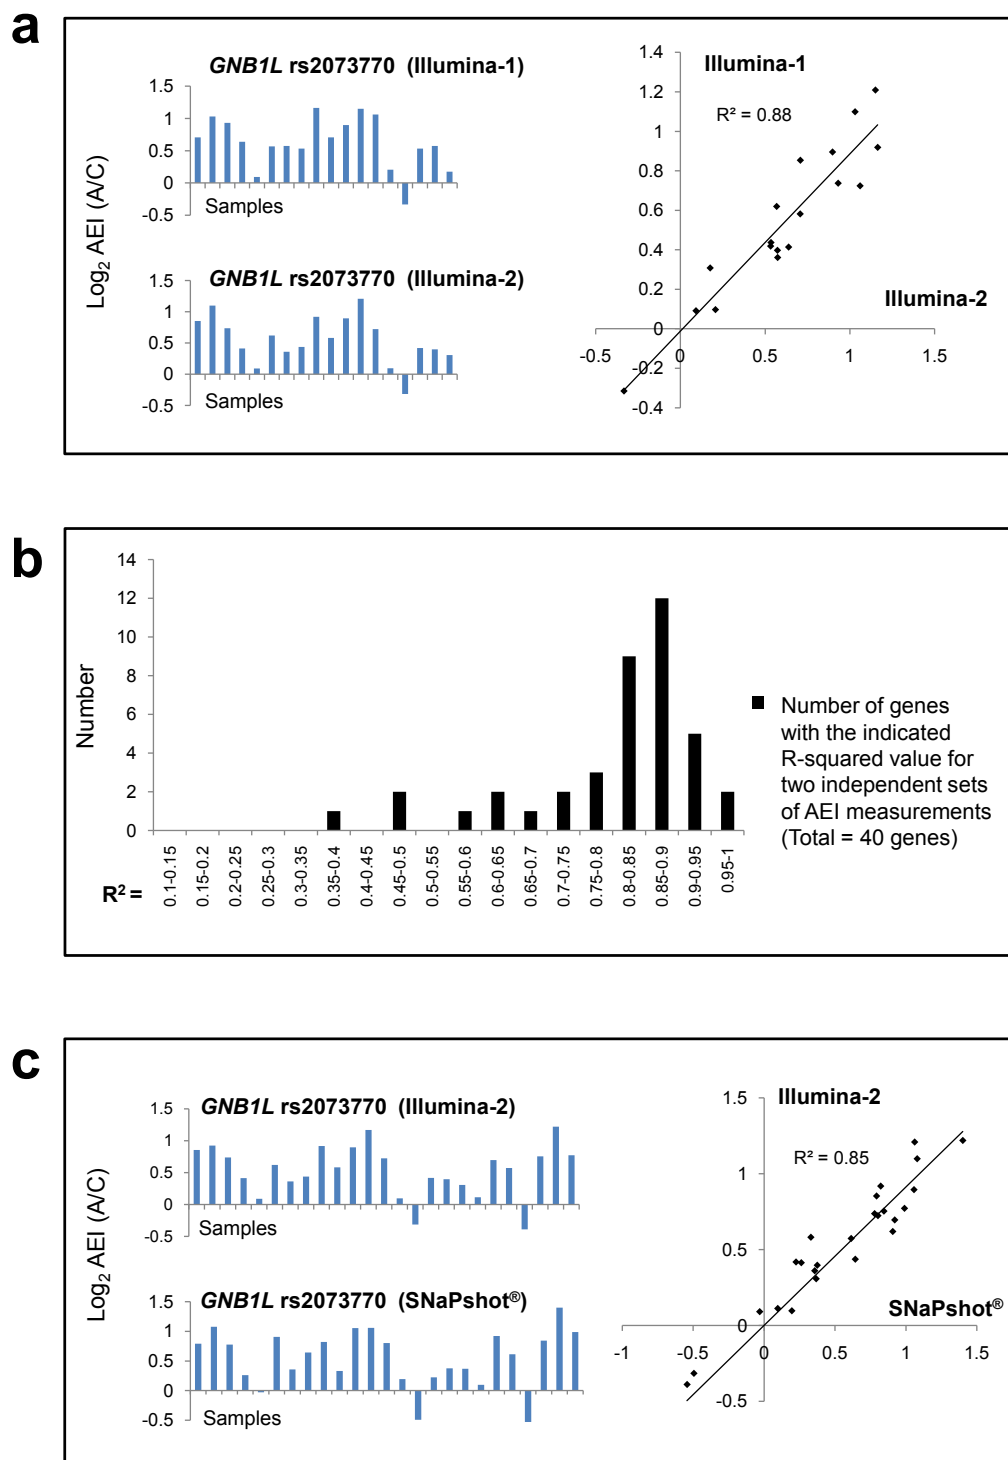 a
GNB1L rs2073770 (Illumina-1)
1.5
1
0.5
0
-0.5
Samples
Log2 AEI (A/C)
GNB1L rs2073770 (Illumina-2)
1.5
1
0.5
0
-0.5
Samples
Illumina-1
R² = 0.88
1.4
1.2
1
0.8
0.6
0.4
0.2
0
-0.2
-0.4
-0.5
0
0.5
1
1.5
Illumina-2
b
Number
14
12
10
8
6
4
2
0
R² =
0.1-0.15
0.15-0.2
0.2-0.25
0.25-0.3
0.3-0.35
0.35-0.4
0.4-0.45
0.45-0.5
0.5-0.55
0.55-0.6
0.6-0.65
0.65-0.7
0.7-0.75
0.75-0.8
0.8-0.85
0.85-0.9
0.9-0.95
0.95-1
Number of genes
with the indicated
R-squared value for
two independent sets
of AEI measurements
(Total = 40 genes)
c
GNB1L rs2073770 (Illumina-2)
1.5
1
0.5
0
-0.5
Samples
Log2 AEI (A/C)
GNB1L rs2073770 (SNaPshot®)
1.5
1
0.5
0
-0.5
Samples
Illumina-2
R² = 0.85
1.5
1
0.5
0
-0.5
SNaPshot®
-1
-0.5
0
0.5
1
1.5